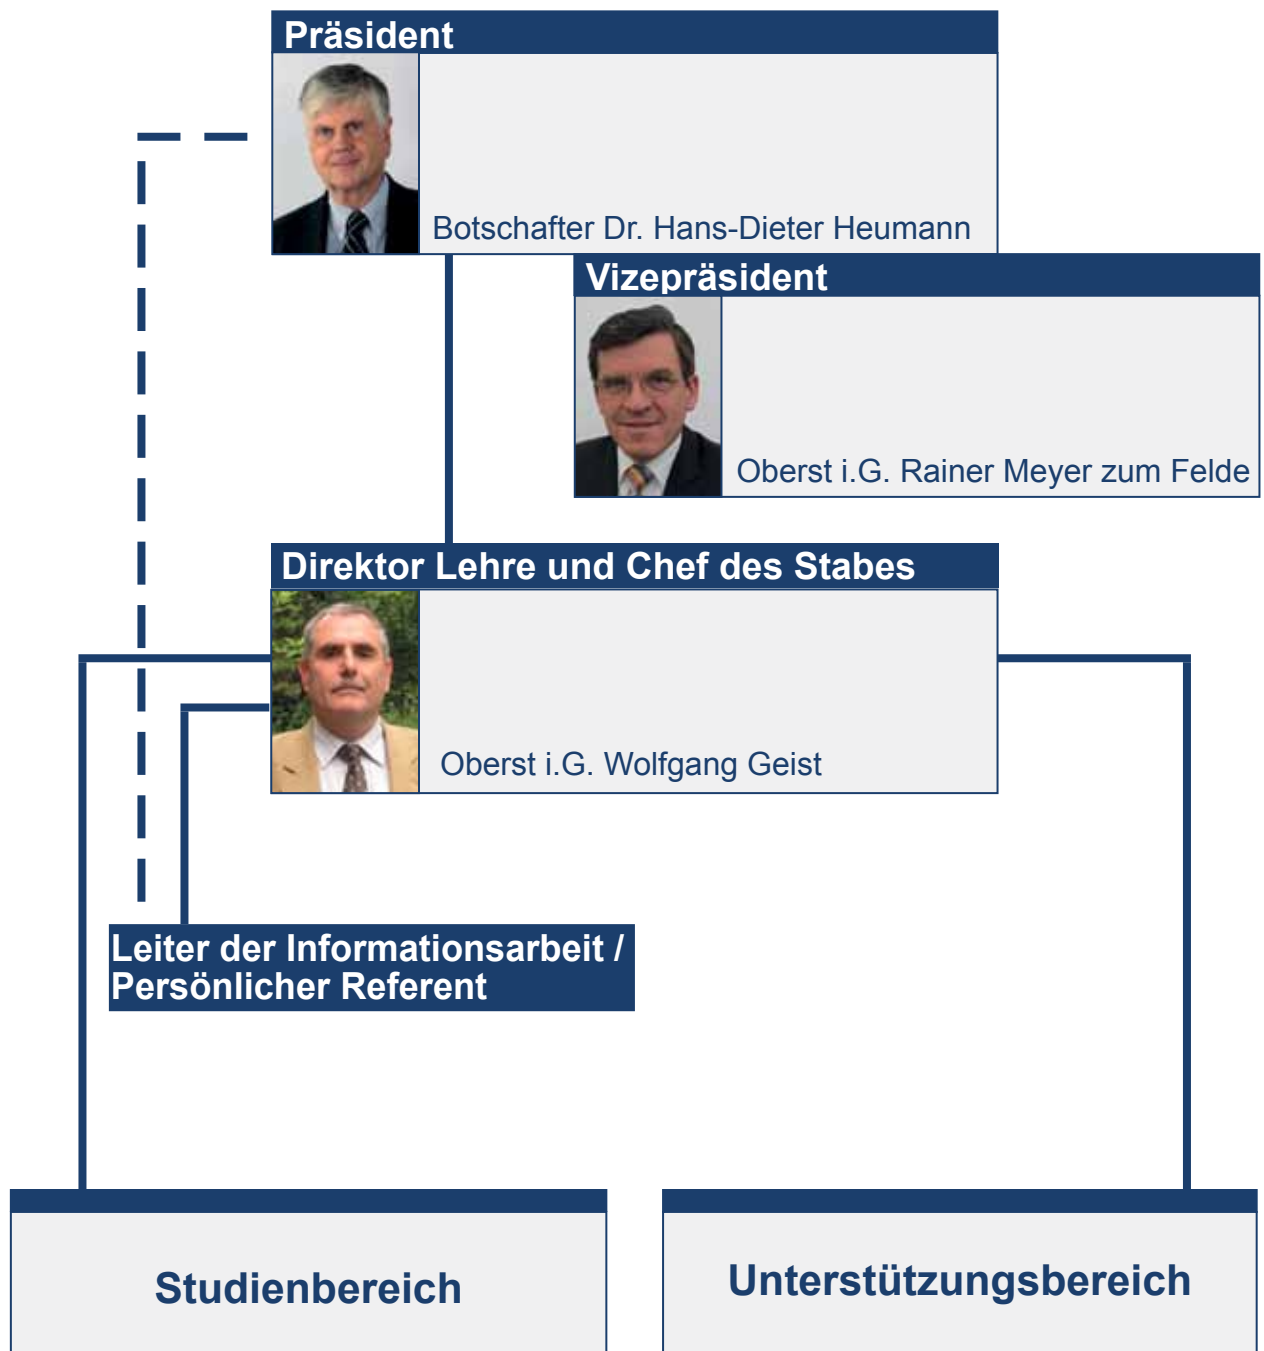 Präsident
Botschafter Dr. Hans-Dieter Heumann
Vizepräsident
Oberst i.G. Rainer Meyer zum Felde
Direktor Lehre und Chef des Stabes
Oberst i.G. Wolfgang Geist
Leiter der Informationsarbeit /
Persönlicher Referent
Studienbereich
Unterstützungsbereich